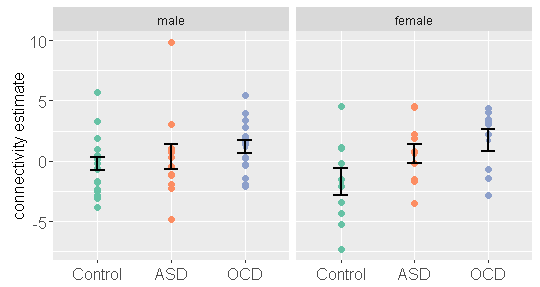 male
female
connectivity estimate
10
5
0
-5
Control
ASD
OCD
Control
ASD
OCD